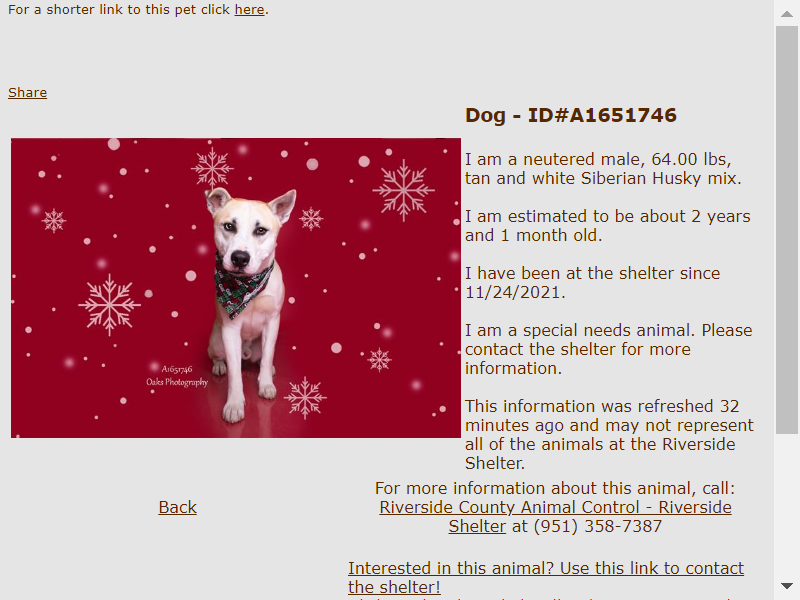 For a shorter link to this pet click here.
Share
Dog - ID#A1651746
I am a neutered male, 64.00 lbs,
tan and white Siberian Husky mix.
I am estimated to be about 2 years
and 1 month old.
I have been at the shelter since
11/24/2021.
I am a special needs animal. Please
contact the shelter for more
information.
This information was refreshed 32
minutes ago and may not represent
all of the animals at the Riverside
Shelter.
A1651746
Oaks Photography
Back
For more information about this animal, call:
Riverside County Animal Control - Riverside
Shelter at (951) 358-7387
Interested in this animal? Use this link to contact
the shelter!